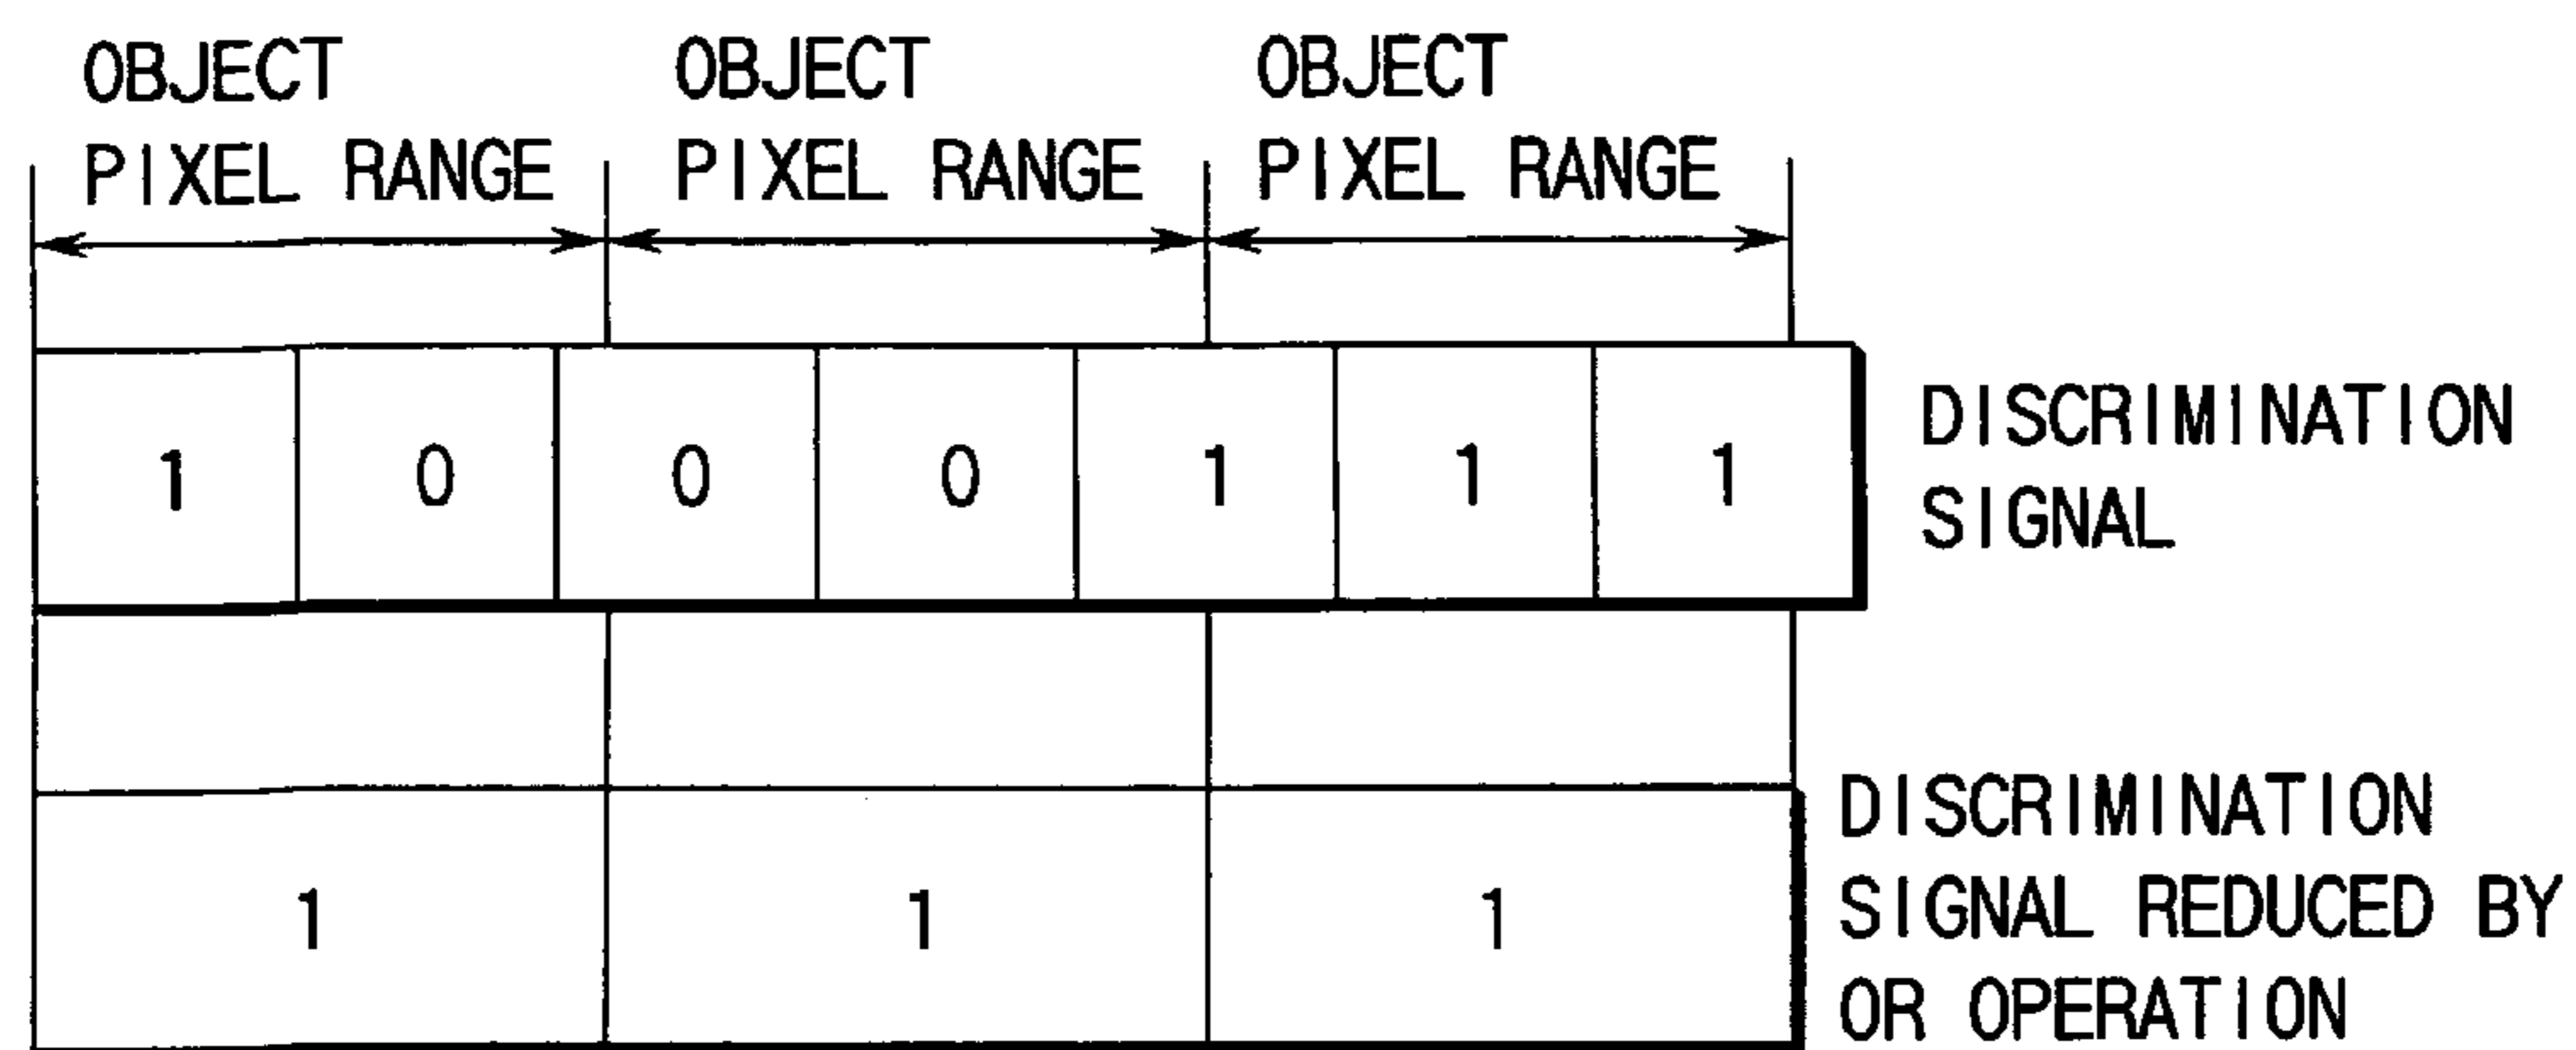 OBJECT
PIXEL RANGE
OBJECT
PIXEL RANGE
OBJECT
PIXEL RANGE
1 0 0 0 1 1 1
DISCRIMINATION
SIGNAL
1 1 1
DISCRIMINATION
SIGNAL REDUCED BY
OR OPERATION